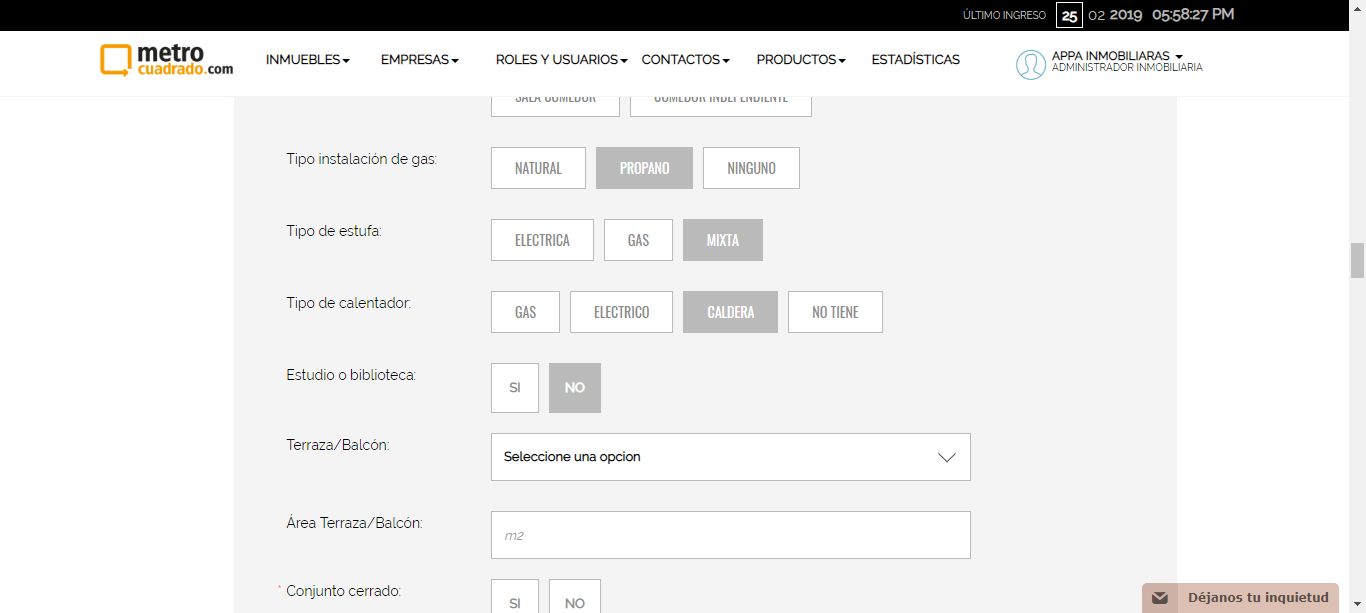 ÚLTIMO INGRESO 25 02 2019 05:58:27 PM
metro
cuadrado.com
INMUEBLES EMPRESAS ROLES Y USUARIOS CONTACTOS PRODUCTOS ESTADÍSTICAS
APPA INMOBILIARAS
ADMINISTRADOR INMOBILIARIA
SALA COMEDOR COMEDOR INDEPENDIENTE
Tipo instalación de gas: NATURAL PROPANO NINGUNO
Tipo de estufa: ELECTRICA GAS MIXTA
Tipo de calentador: GAS ELECTRICO CALDERA NO TIENE
Estudio o biblioteca: SI NO
Terraza/Balcón: Seleccione una opcion
Área Terraza/Balcón: m2
* Conjunto cerrado: SI NO
Déjanos tu inquietud